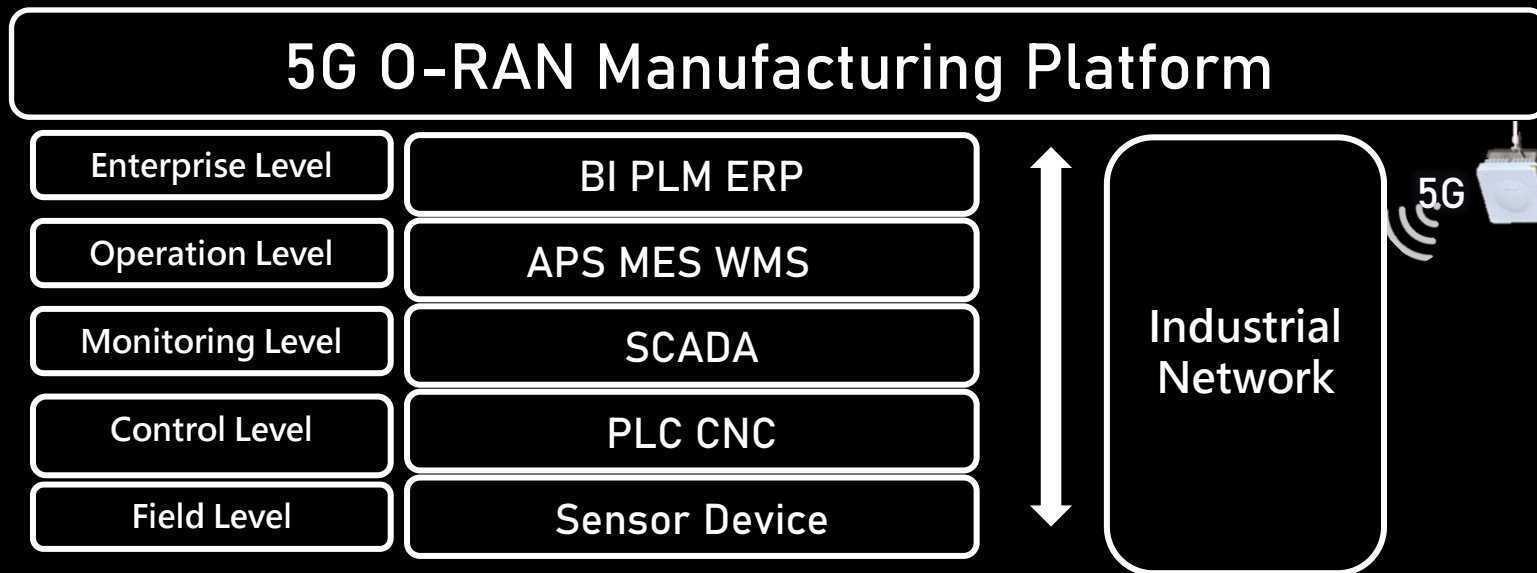 5G O-RAN Manufacturing Platform
Enterprise Level
BI PLM ERP
Operation Level
APS MES WMS
Monitoring Level
SCADA
Control Level
PLC CNC
Field Level
Sensor Device
Industrial
Network
5G